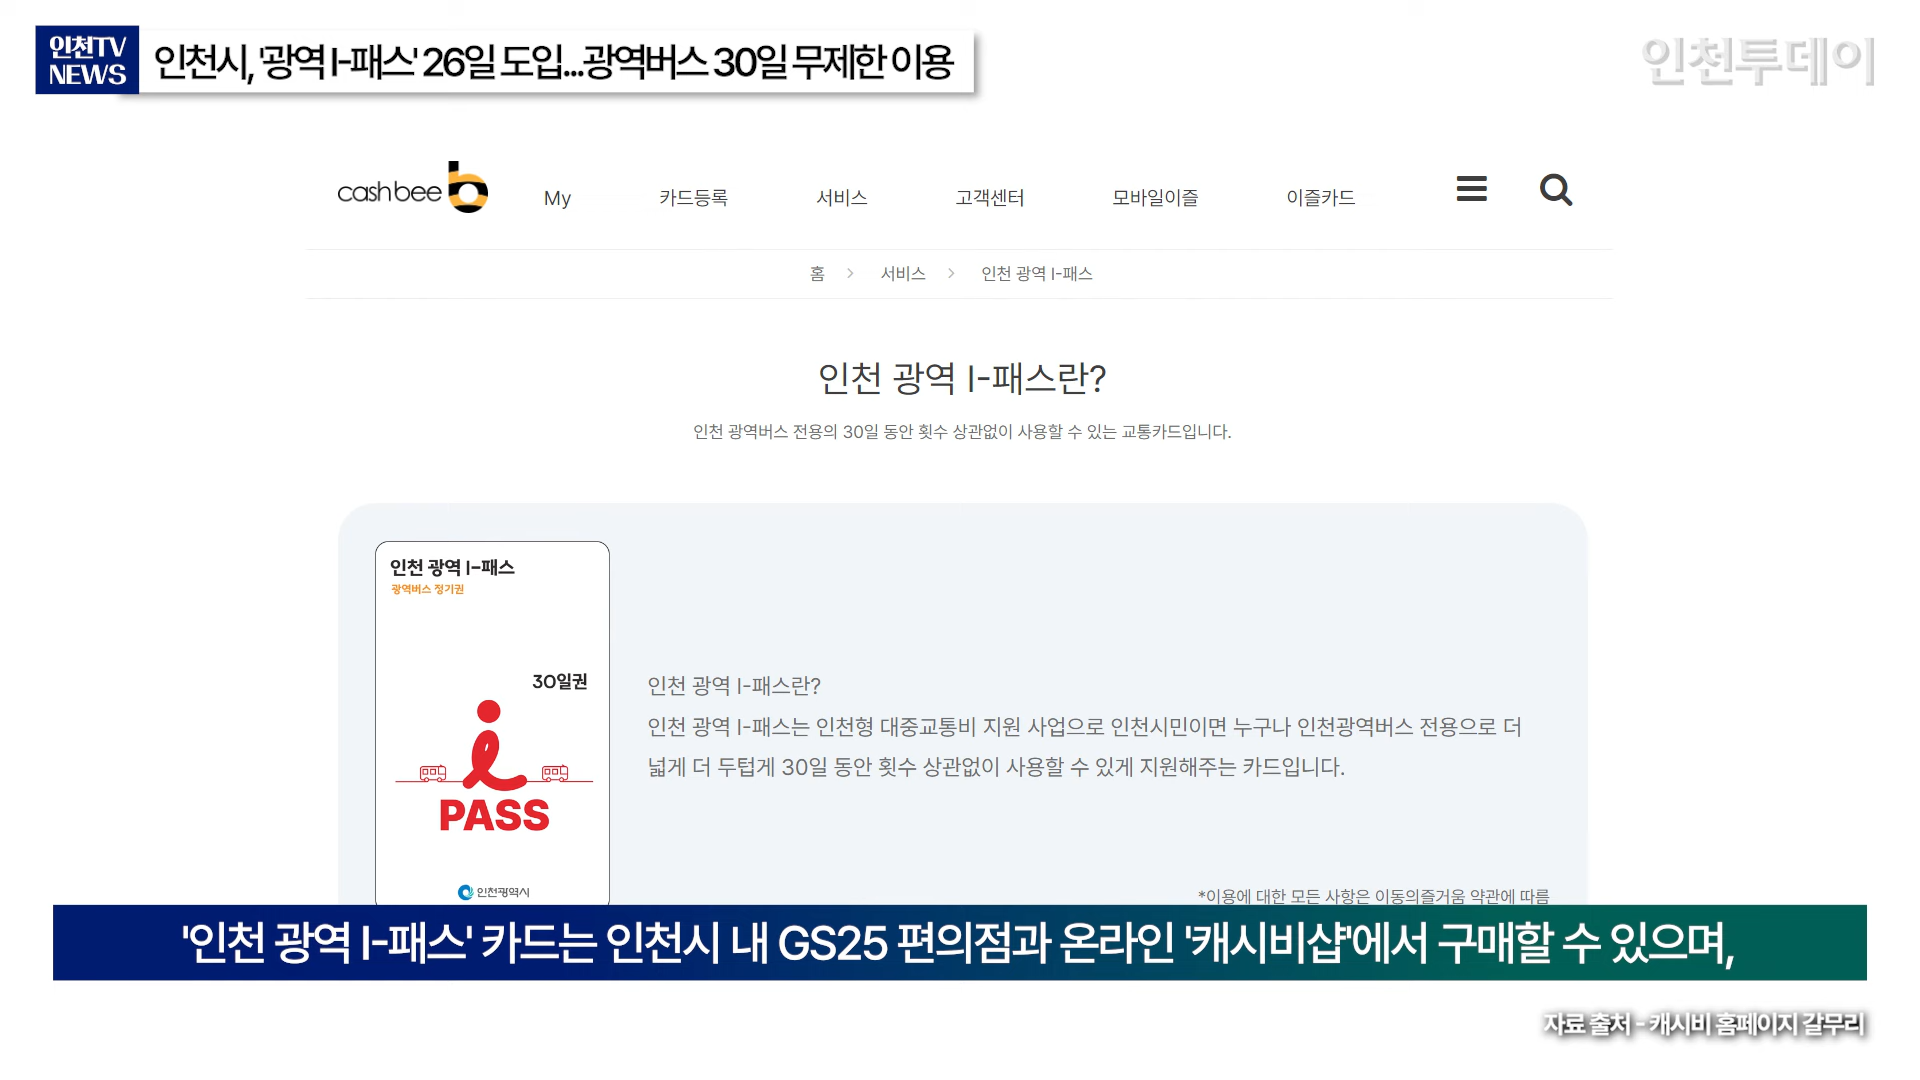 인천TV
NEWS
인천시, '광역 I-패스' 26일 도입...광역버스 30일 무제한 이용
인천투데이
cashbee b
My
카드등록
서비스
고객센터
모바일이즐
이즐카드
홈 > 서비스 > 인천 광역 I-패스
인천 광역 I-패스란?
인천 광역버스 전용의 30일 동안 횟수 상관없이 사용할 수 있는 교통카드입니다.
인천 광역 I-패스
광역버스 정기권
30일권
i
PASS
인천광역시
인천 광역 I-패스란?
인천 광역 I-패스는 인천형 대중교통비 지원 사업으로 인천시민이면 누구나 인천광역버스 전용으로 더
넓게 더 두텁게 30일 동안 횟수 상관없이 사용할 수 있게 지원해주는 카드입니다.
*이용에 대한 모든 사항은 이동의즐거움 약관에 따름
'인천 광역 I-패스' 카드는 인천시 내 GS25 편의점과 온라인 '캐시비샵'에서 구매할 수 있으며,
자료 출처 - 캐시비 홈페이지 갈무리